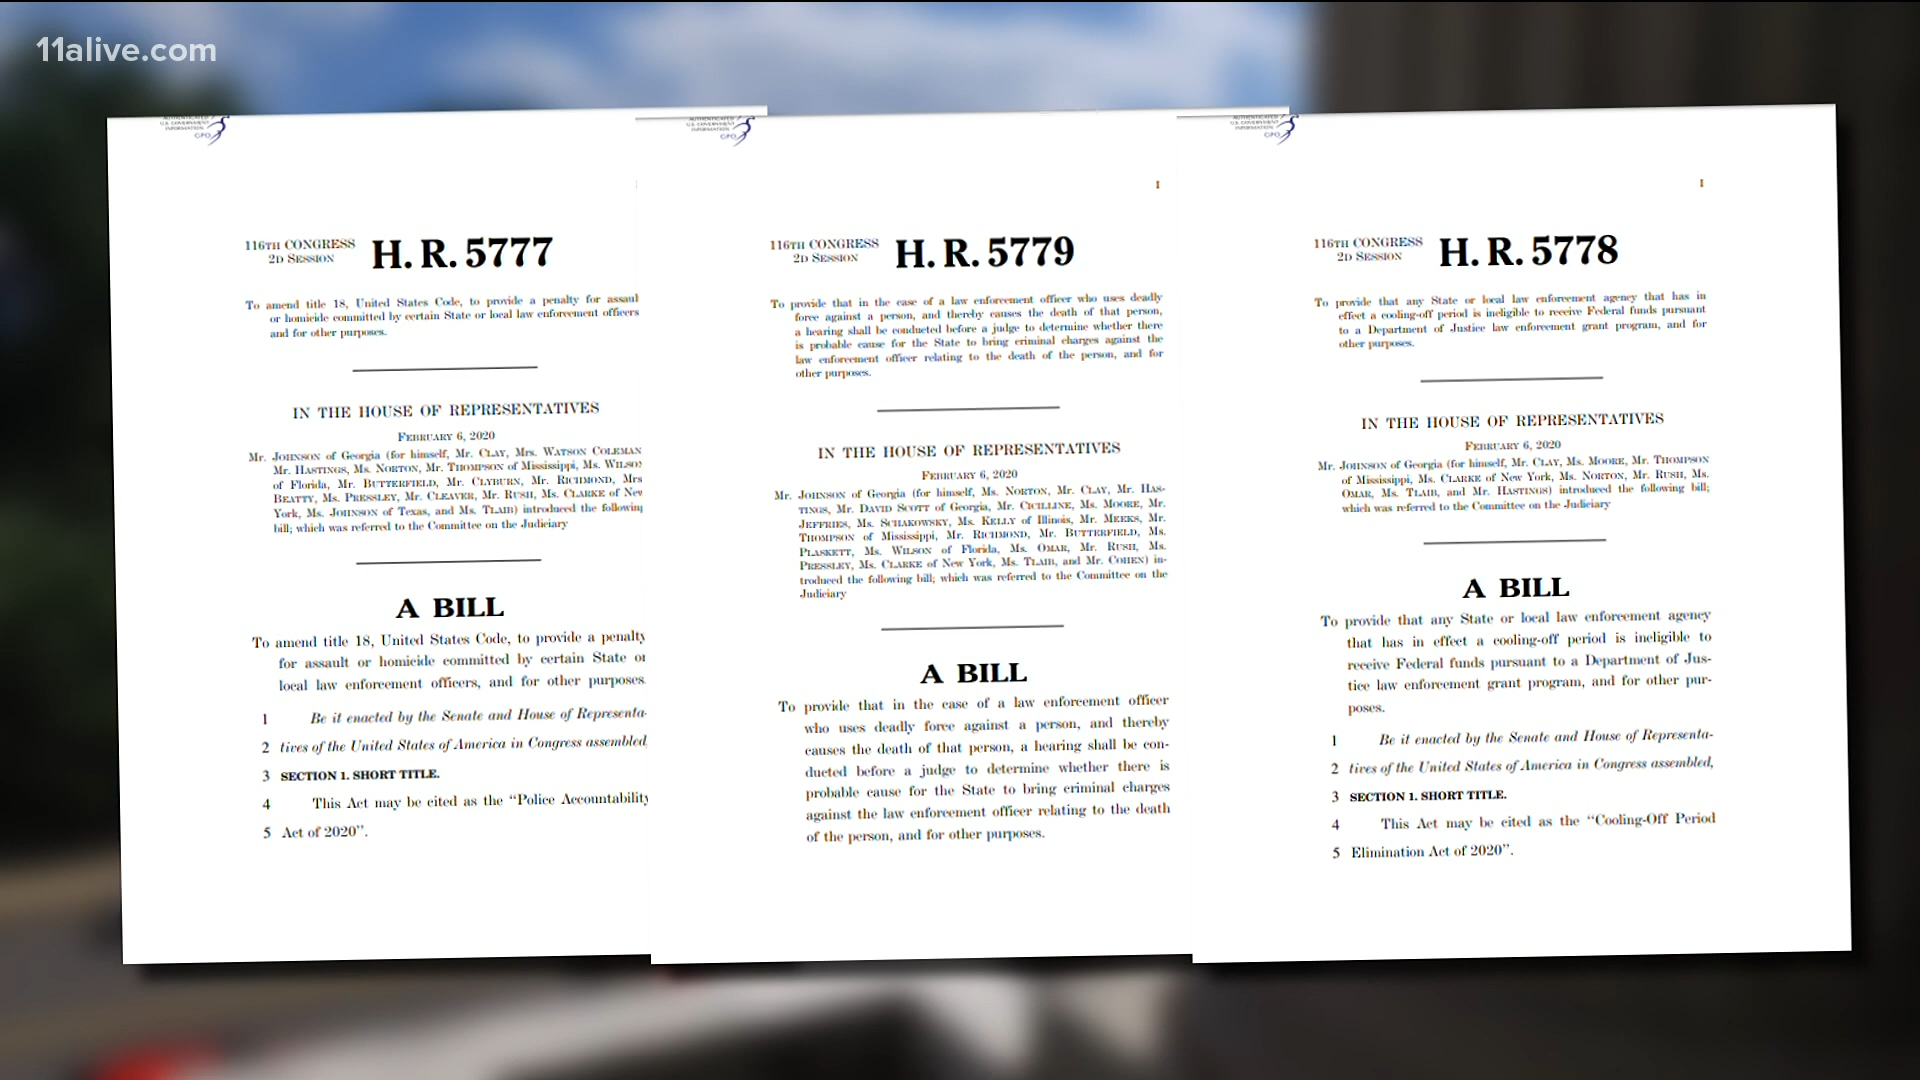 11alive.com
AUTHENTICATED
U.S. GOVERNMENT
INFORMATION
GPO
116TH CONGRESS
2D SESSION
H. R. 5777
To amend title 18, United States Code, to provide a penalty for assaul
or homicide committed by certain State or local law enforcement officers
and for other purposes.
IN THE HOUSE OF REPRESENTATIVES
FEBRUARY 6, 2020
Mr. JOHNSON of Georgia (for himself, Mr. CLAY, Mrs. WATSON COLEMAN
Mr. HASTINGS, Ms. NORTON, Mr. THOMPSON of Mississippi, Ms. WILSON
of Florida, Mr. BUTTERFIELD, Mr. CLYBURN, Mr. RICHMOND, Mrs
BEATTY, Ms. PRESSLEY, Mr. CLEAVER, Mr. RUSH, Ms. CLARKE of New
York, Ms. JOHNSON of Texas, and Ms. TLAIB) introduced the following
bill; which was referred to the Committee on the Judiciary
A BILL
To amend title 18, United States Code, to provide a penalty
for assault or homicide committed by certain State or
local law enforcement officers, and for other purposes.
1 Be it enacted by the Senate and House of Representa-
2 tives of the United States of America in Congress assembled,
3 SECTION 1. SHORT TITLE.
4 This Act may be cited as the “Police Accountability
5 Act of 2020”.
AUTHENTICATED
U.S. GOVERNMENT
INFORMATION
GPO
I
116TH CONGRESS
2D SESSION
H. R. 5779
To provide that in the case of a law enforcement officer who uses deadly
force against a person, and thereby causes the death of that person,
a hearing shall be conducted before a judge to determine whether there
is probable cause for the State to bring criminal charges against the
law enforcement officer relating to the death of the person, and for
other purposes.
IN THE HOUSE OF REPRESENTATIVES
FEBRUARY 6, 2020
Mr. JOHNSON of Georgia (for himself, Ms. NORTON, Mr. CLAY, Mr. HAS-
TINGS, Mr. DAVID SCOTT of Georgia, Mr. CICILLINE, Ms. MOORE, Mr.
JEFFRIES, Ms. SCHAKOWSKY, Ms. KELLY of Illinois, Mr. MEEKS, Mr.
THOMPSON of Mississippi, Mr. RICHMOND, Mr. BUTTERFIELD, Ms.
PLASKETT, Ms. WILSON of Florida, Ms. OMAR, Mr. RUSH, Ms.
PRESSLEY, Ms. CLARKE of New York, Ms. TLAIB, and Mr. COHEN) in-
troduced the following bill; which was referred to the Committee on the
Judiciary
A BILL
To provide that in the case of a law enforcement officer
who uses deadly force against a person, and thereby
causes the death of that person, a hearing shall be con-
ducted before a judge to determine whether there is
probable cause for the State to bring criminal charges
against the law enforcement officer relating to the death
of the person, and for other purposes.
AUTHENTICATED
U.S. GOVERNMENT
INFORMATION
GPO
I
116TH CONGRESS
2D SESSION
H. R. 5778
To provide that any State or local law enforcement agency that has in
effect a cooling-off period is ineligible to receive Federal funds pursuant
to a Department of Justice law enforcement grant program, and for
other purposes.
IN THE HOUSE OF REPRESENTATIVES
FEBRUARY 6, 2020
Mr. JOHNSON of Georgia (for himself, Mr. CLAY, Ms. MOORE, Mr. THOMPSON
of Mississippi, Ms. CLARKE of New York, Ms. NORTON, Mr. RUSH, Ms.
OMAR, Ms. TLAIB, and Mr. HASTINGS) introduced the following bill;
which was referred to the Committee on the Judiciary
A BILL
To provide that any State or local law enforcement agency
that has in effect a cooling-off period is ineligible to
receive Federal funds pursuant to a Department of Jus-
tice law enforcement grant program, and for other pur-
poses.
1 Be it enacted by the Senate and House of Representa-
2 tives of the United States of America in Congress assembled,
3 SECTION 1. SHORT TITLE.
4 This Act may be cited as the “Cooling-Off Period
5 Elimination Act of 2020”.